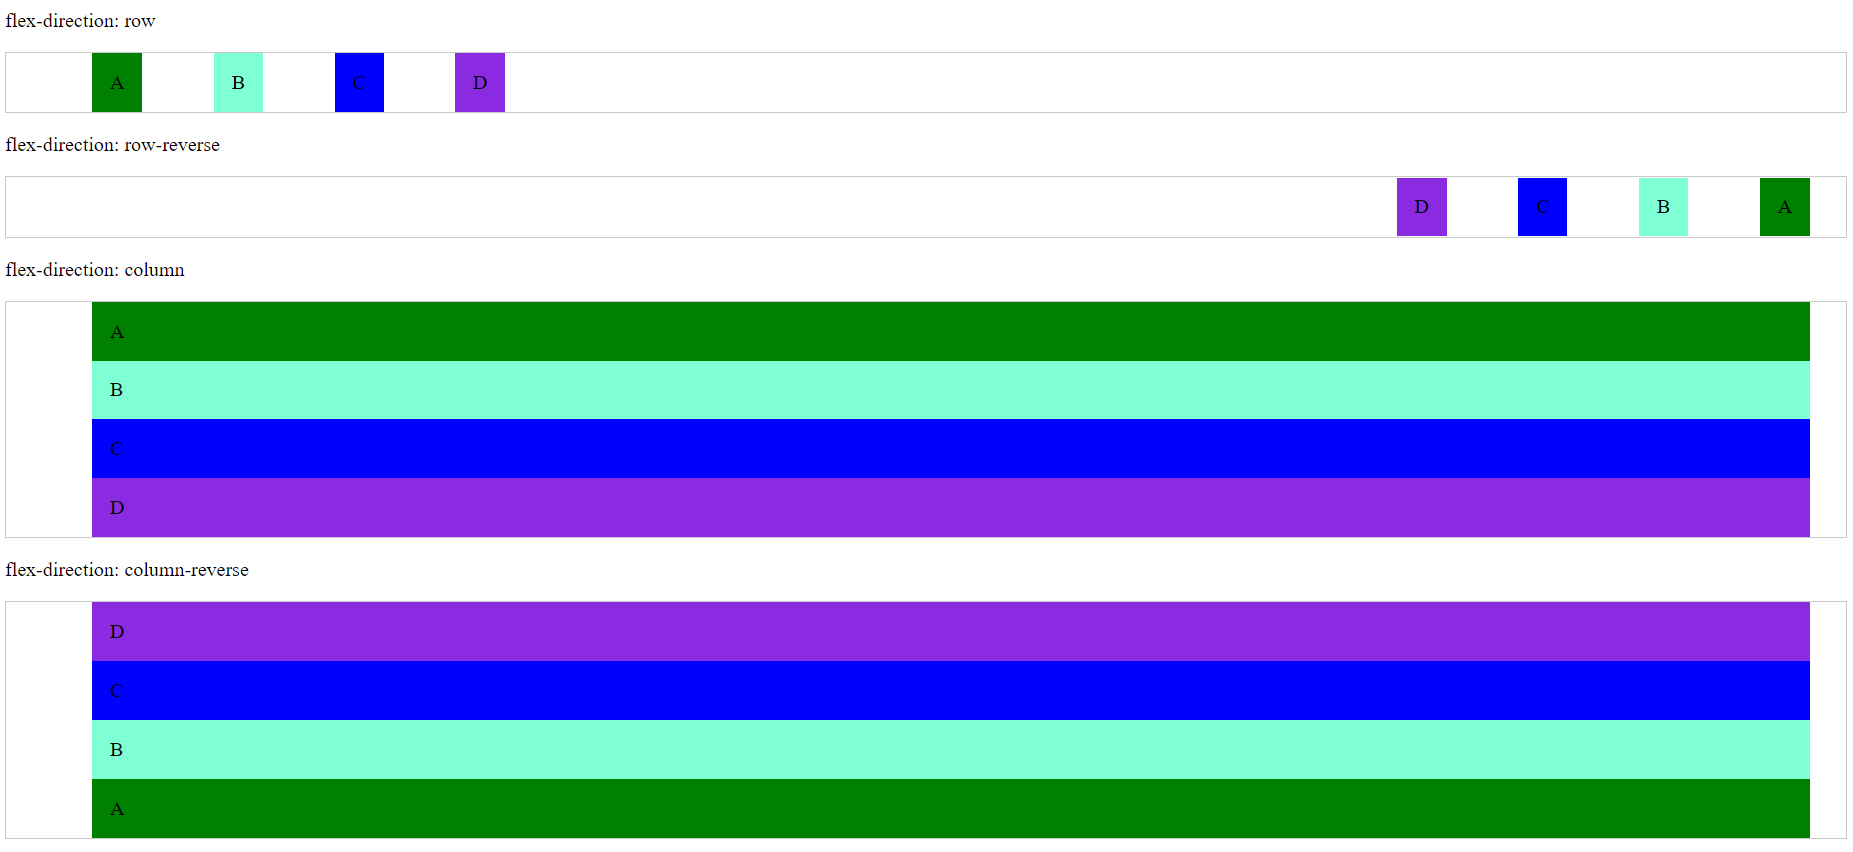 flex-direction: row
A B C D
flex-direction: row-reverse
D C B A
flex-direction: column
A
B
C
D
flex-direction: column-reverse
D
C
B
A